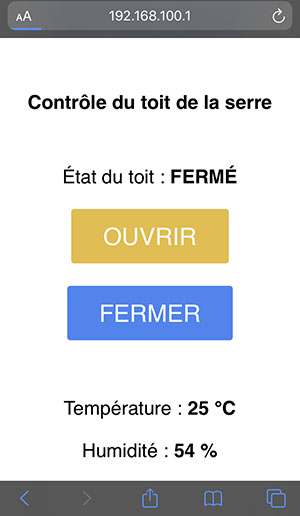 AA
192.168.100.1
Contrôle du toit de la serre
État du toit : FERMÉ
OUVRIR
FERMER
Température : 25 °C
Humidité : 54 %